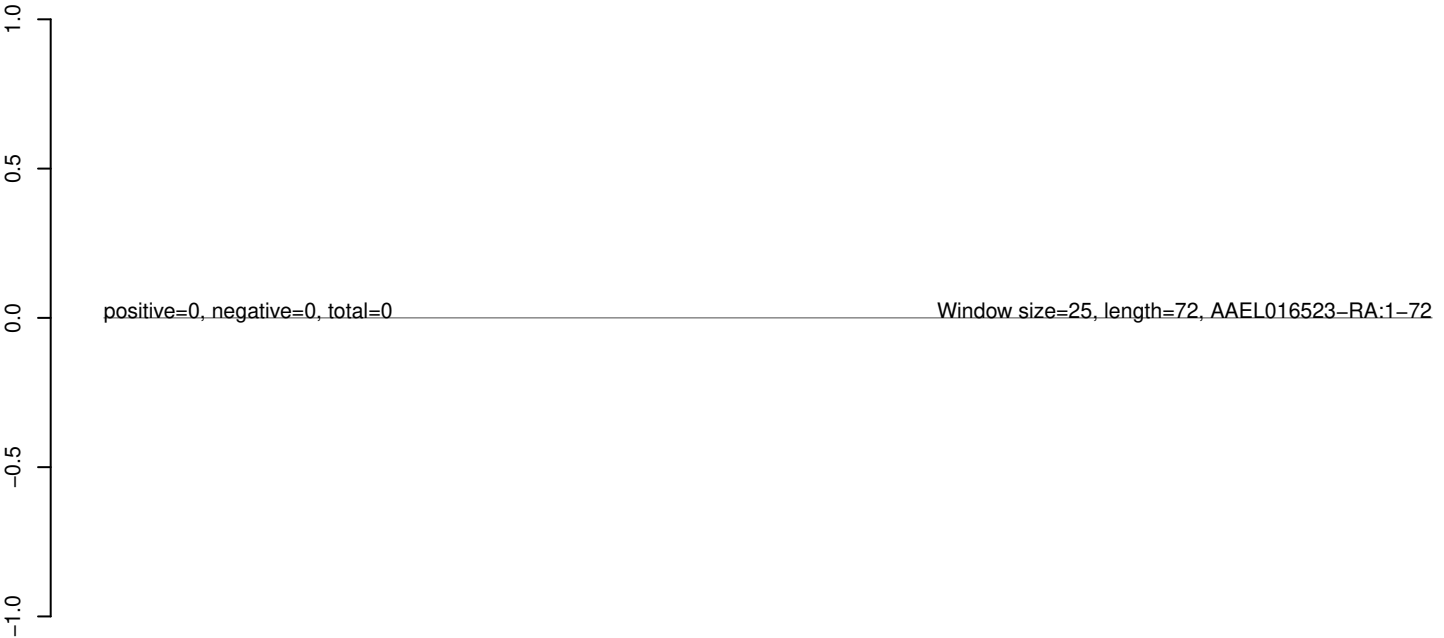 1.0
0.5
0.0
−0.5
−1.0
positive=0, negative=0, total=0
Window size=25, length=72, AAEL016523−RA:1−72